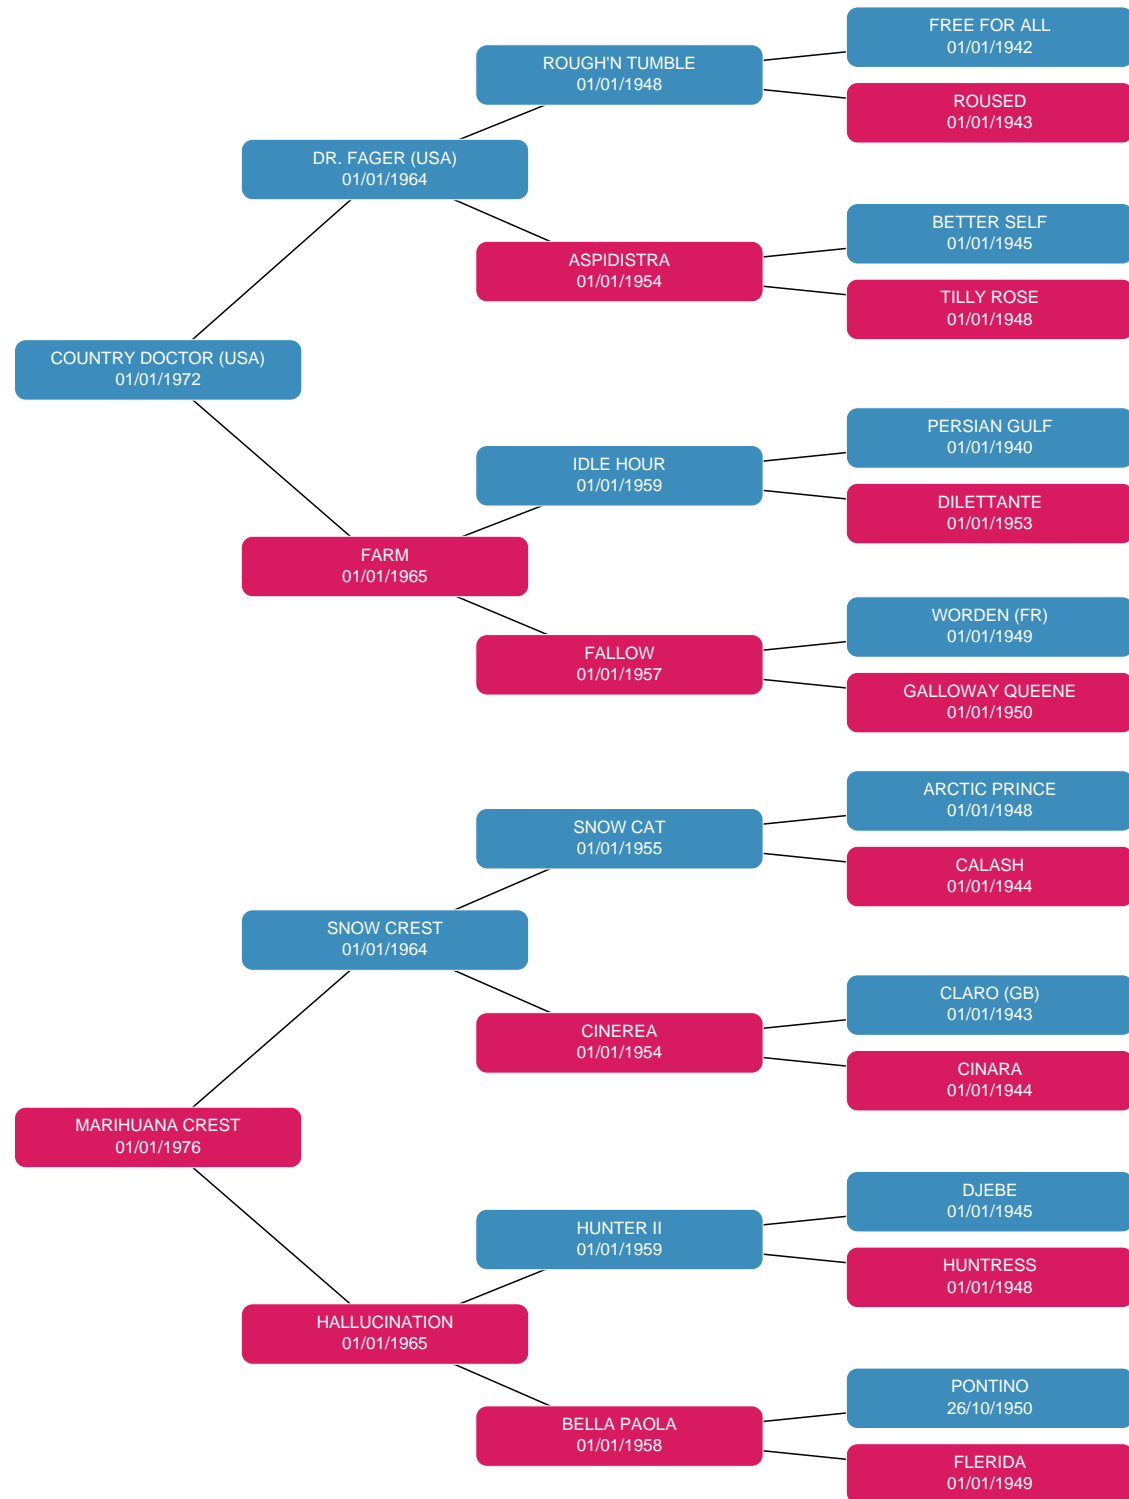 FREE FOR ALL
01/01/1942
ROUGH'N TUMBLE
01/01/1948
ROUSED
01/01/1943
DR. FAGER (USA)
01/01/1964
BETTER SELF
01/01/1945
ASPIDISTRA
01/01/1954
TILLY ROSE
01/01/1948
COUNTRY DOCTOR (USA)
01/01/1972
PERSIAN GULF
01/01/1940
IDLE HOUR
01/01/1959
DILETTANTE
01/01/1953
FARM
01/01/1965
WORDEN (FR)
01/01/1949
FALLOW
01/01/1957
GALLOWAY QUEENE
01/01/1950
ARCTIC PRINCE
01/01/1948
SNOW CAT
01/01/1955
CALASH
01/01/1944
SNOW CREST
01/01/1964
CLARO (GB)
01/01/1943
CINEREA
01/01/1954
CINARA
01/01/1944
MARIHUANA CREST
01/01/1976
DJEBE
01/01/1945
HUNTER II
01/01/1959
HUNTRESS
01/01/1948
HALLUCINATION
01/01/1965
PONTINO
26/10/1950
BELLA PAOLA
01/01/1958
FLERIDA
01/01/1949